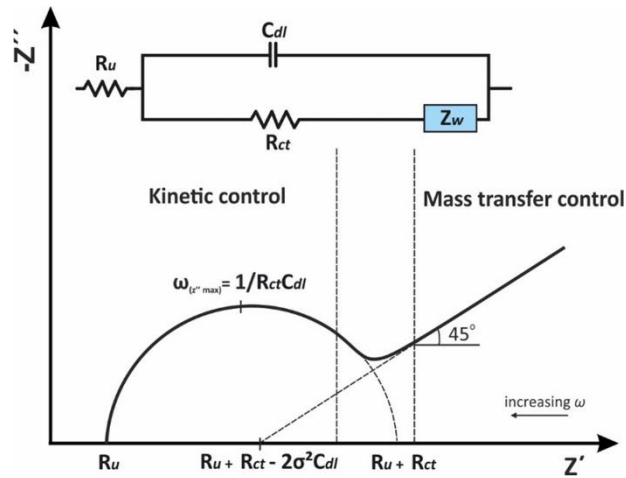 -Z′′
Cdl
Ru
Zw
Rct
Kinetic control
Mass transfer control
ω(z″ max)= 1/RctCdl
45°
increasing ω
Ru
Ru + Rct - 2σ²Cdl
Ru + Rct
Z′